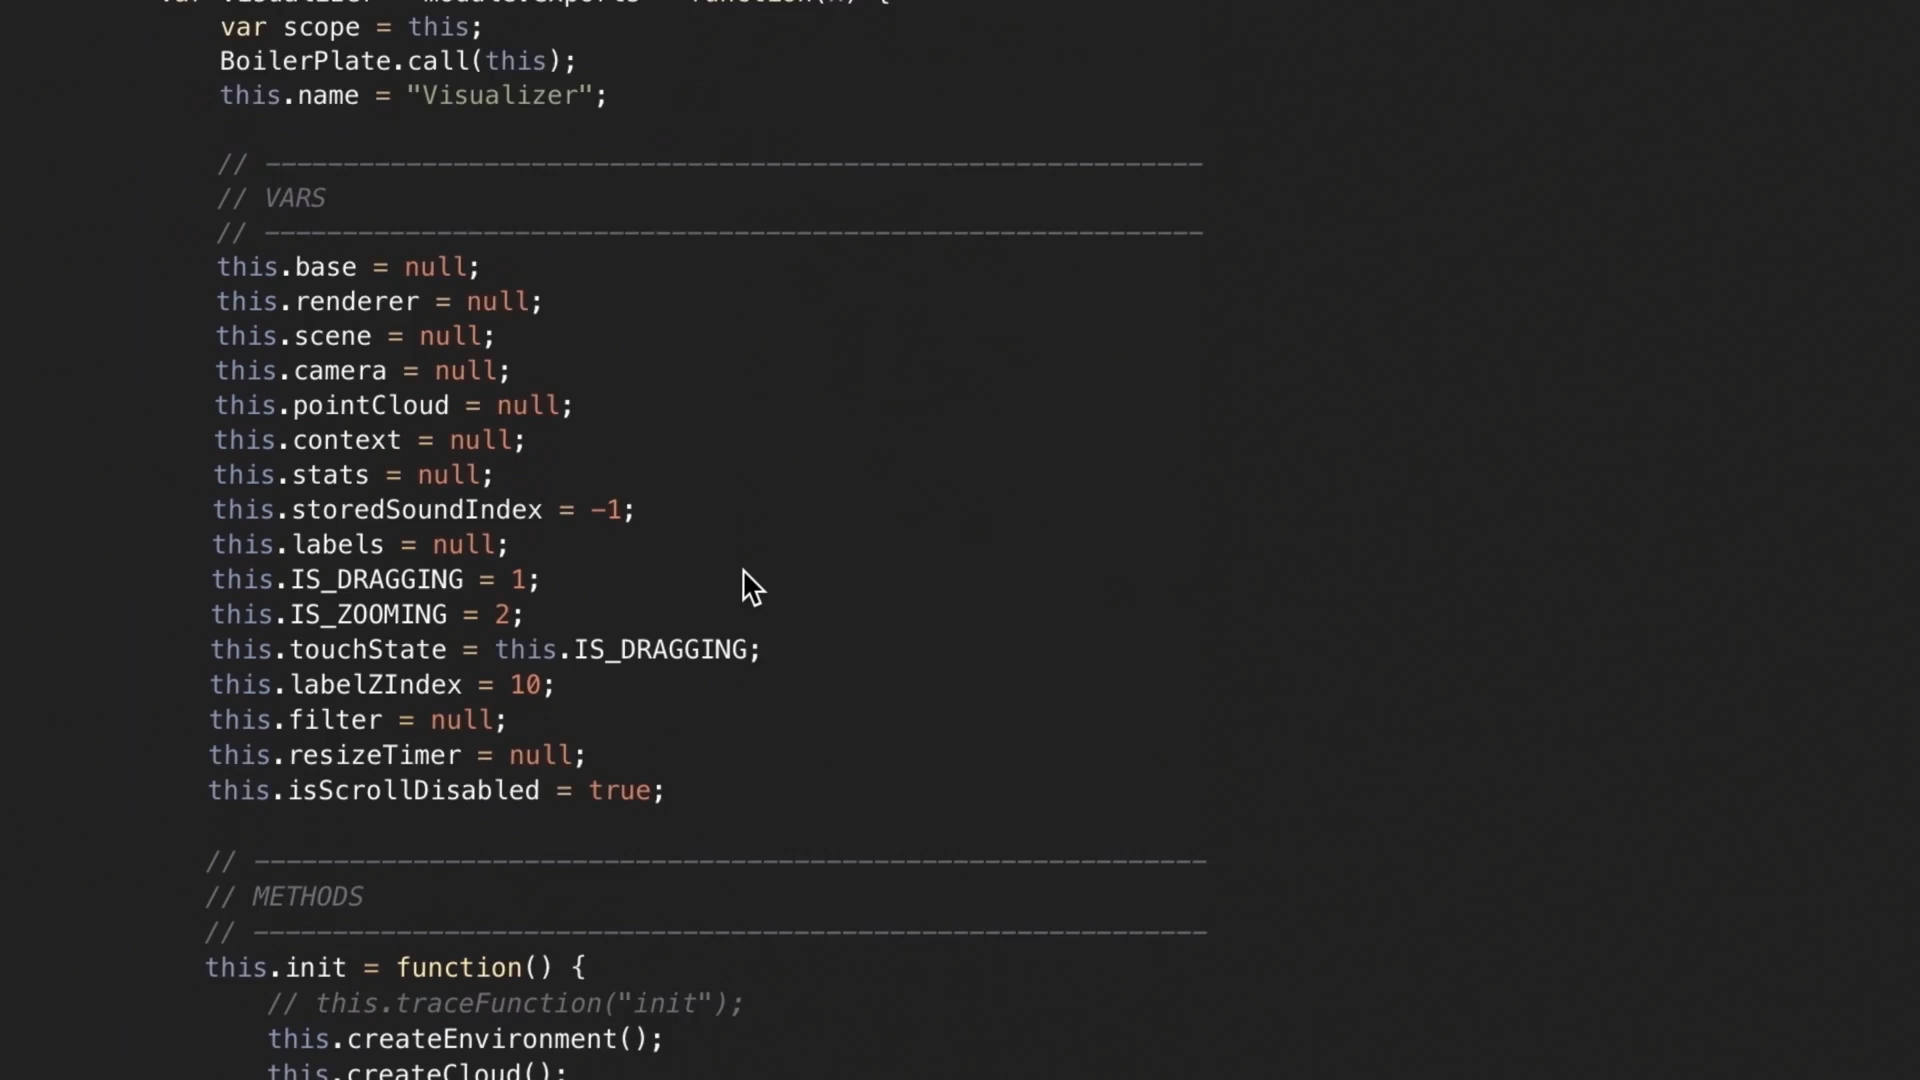 var scope = this;
BoilerPlate.call(this);
this.name = "Visualizer";
// ------------------------------------------------------------
// VARS
// ------------------------------------------------------------
this.base = null;
this.renderer = null;
this.scene = null;
this.camera = null;
this.pointCloud = null;
this.context = null;
this.stats = null;
this.storedSoundIndex = -1;
this.labels = null;
this.IS_DRAGGING = 1;
this.IS_ZOOMING = 2;
this.touchState = this.IS_DRAGGING;
this.labelZIndex = 10;
this.filter = null;
this.resizeTimer = null;
this.isScrollDisabled = true;
// ------------------------------------------------------------
// METHODS
// ------------------------------------------------------------
this.init = function() {
// this.traceFunction("init");
this.createEnvironment();
this.createCloud();